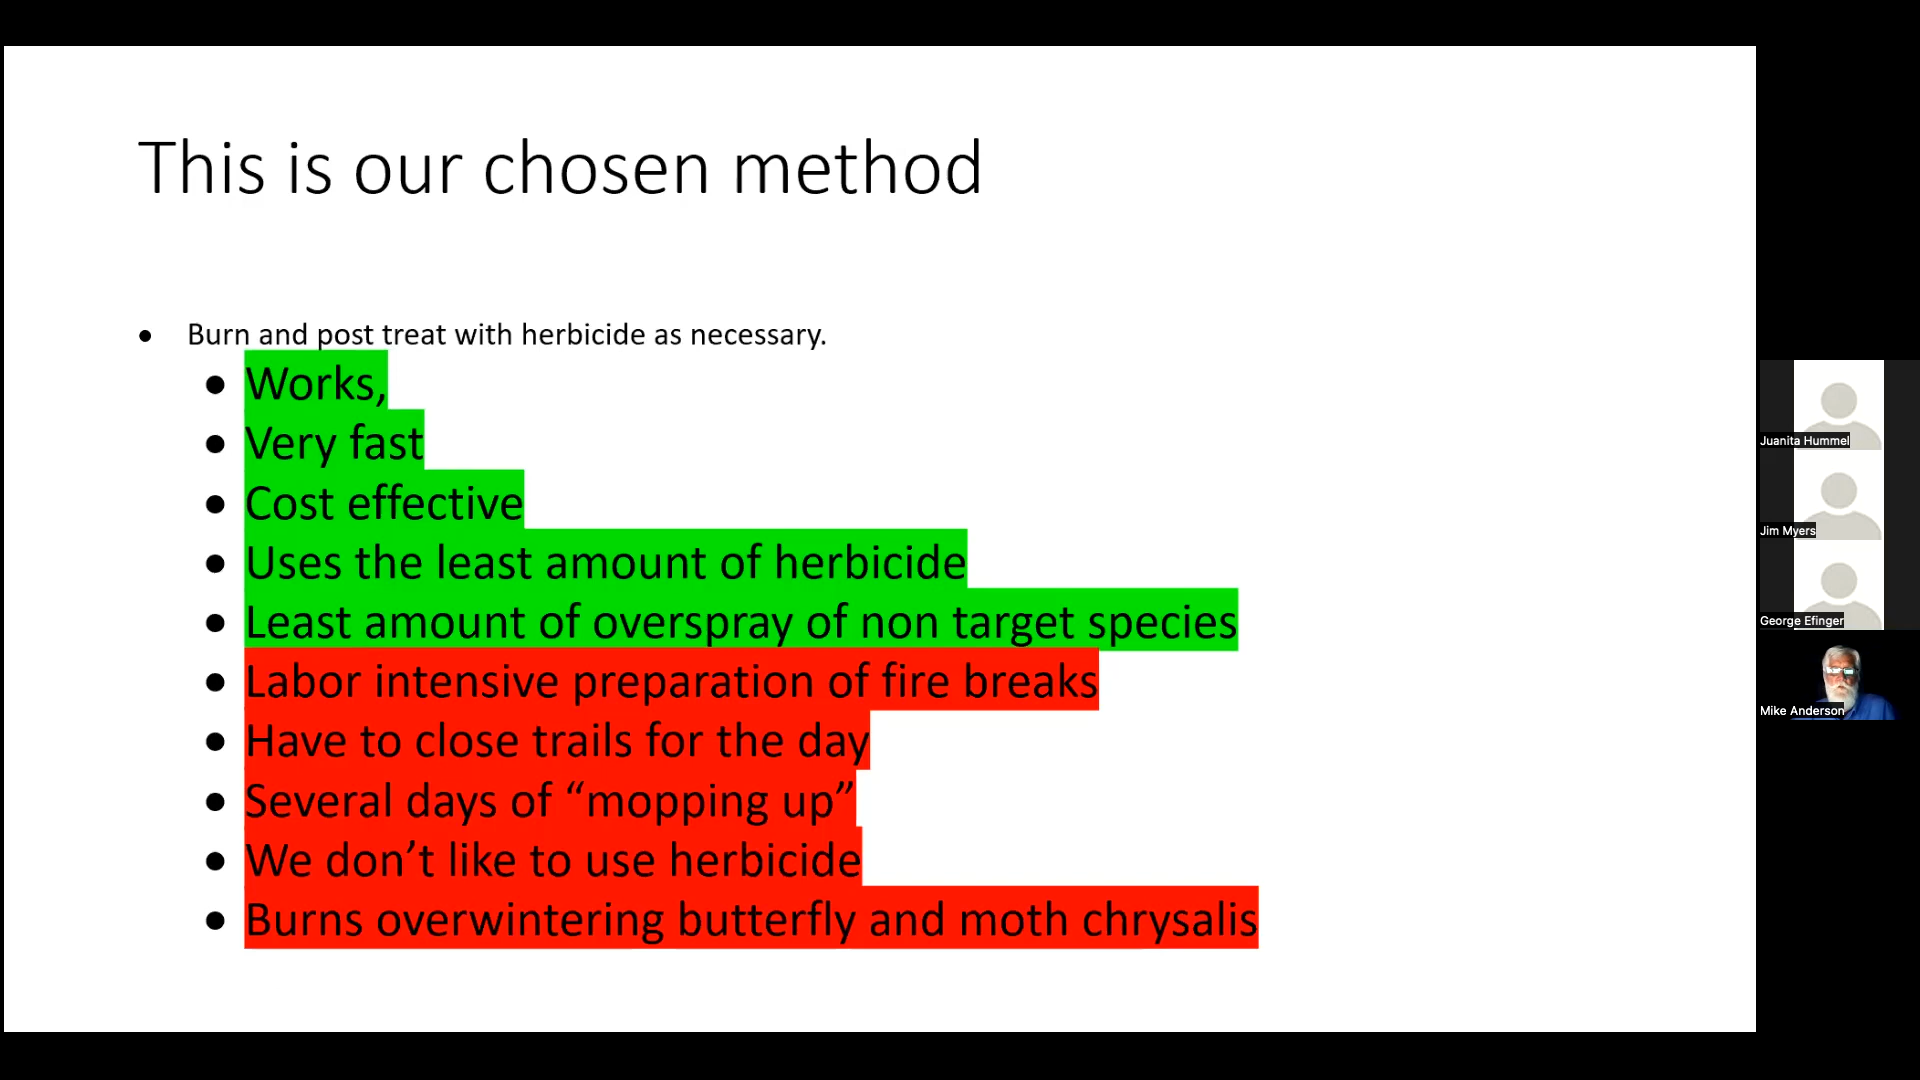 This is our chosen method
• Burn and post treat with herbicide as necessary.
• Works,
• Very fast
• Cost effective
• Uses the least amount of herbicide
• Least amount of overspray of non target species
• Labor intensive preparation of fire breaks
• Have to close trails for the day
• Several days of “mopping up”
• We don’t like to use herbicide
• Burns overwintering butterfly and moth chrysalis
Juanita Hummel
Jim Myers
George Efinger
Mike Anderson